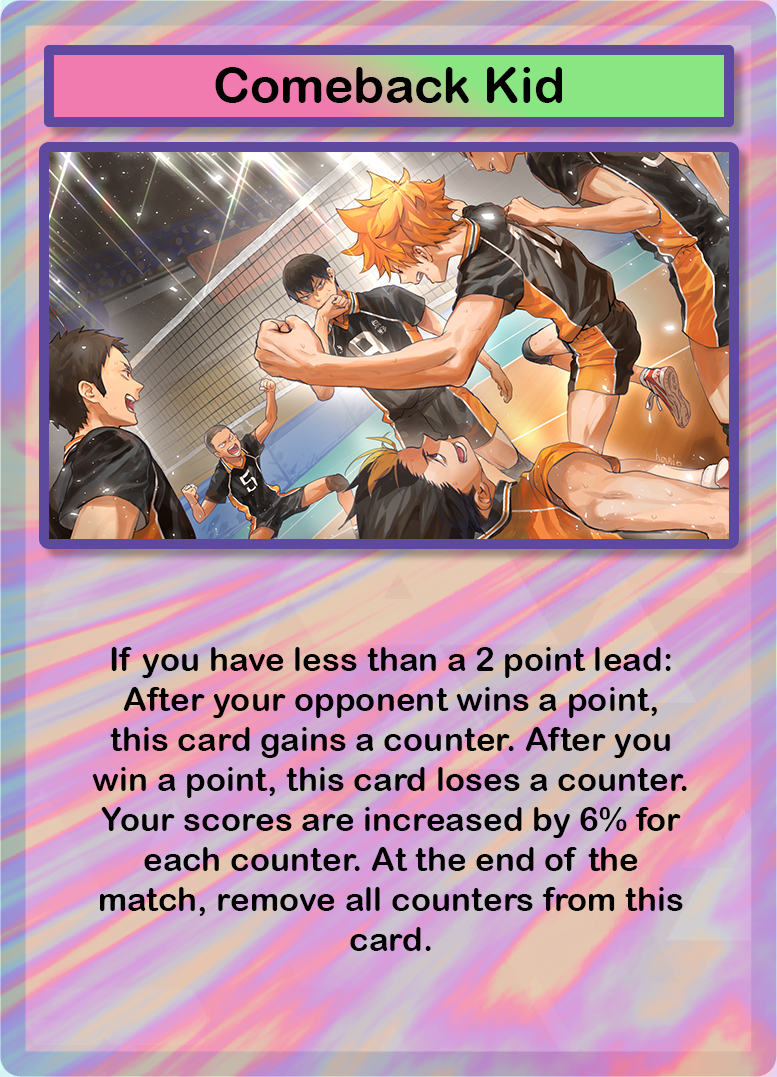 Comeback Kid
5
If you have less than a 2 point lead:
After your opponent wins a point,
this card gains a counter. After you
win a point, this card loses a counter.
Your scores are increased by 6% for
each counter. At the end of the
match, remove all counters from this
card.